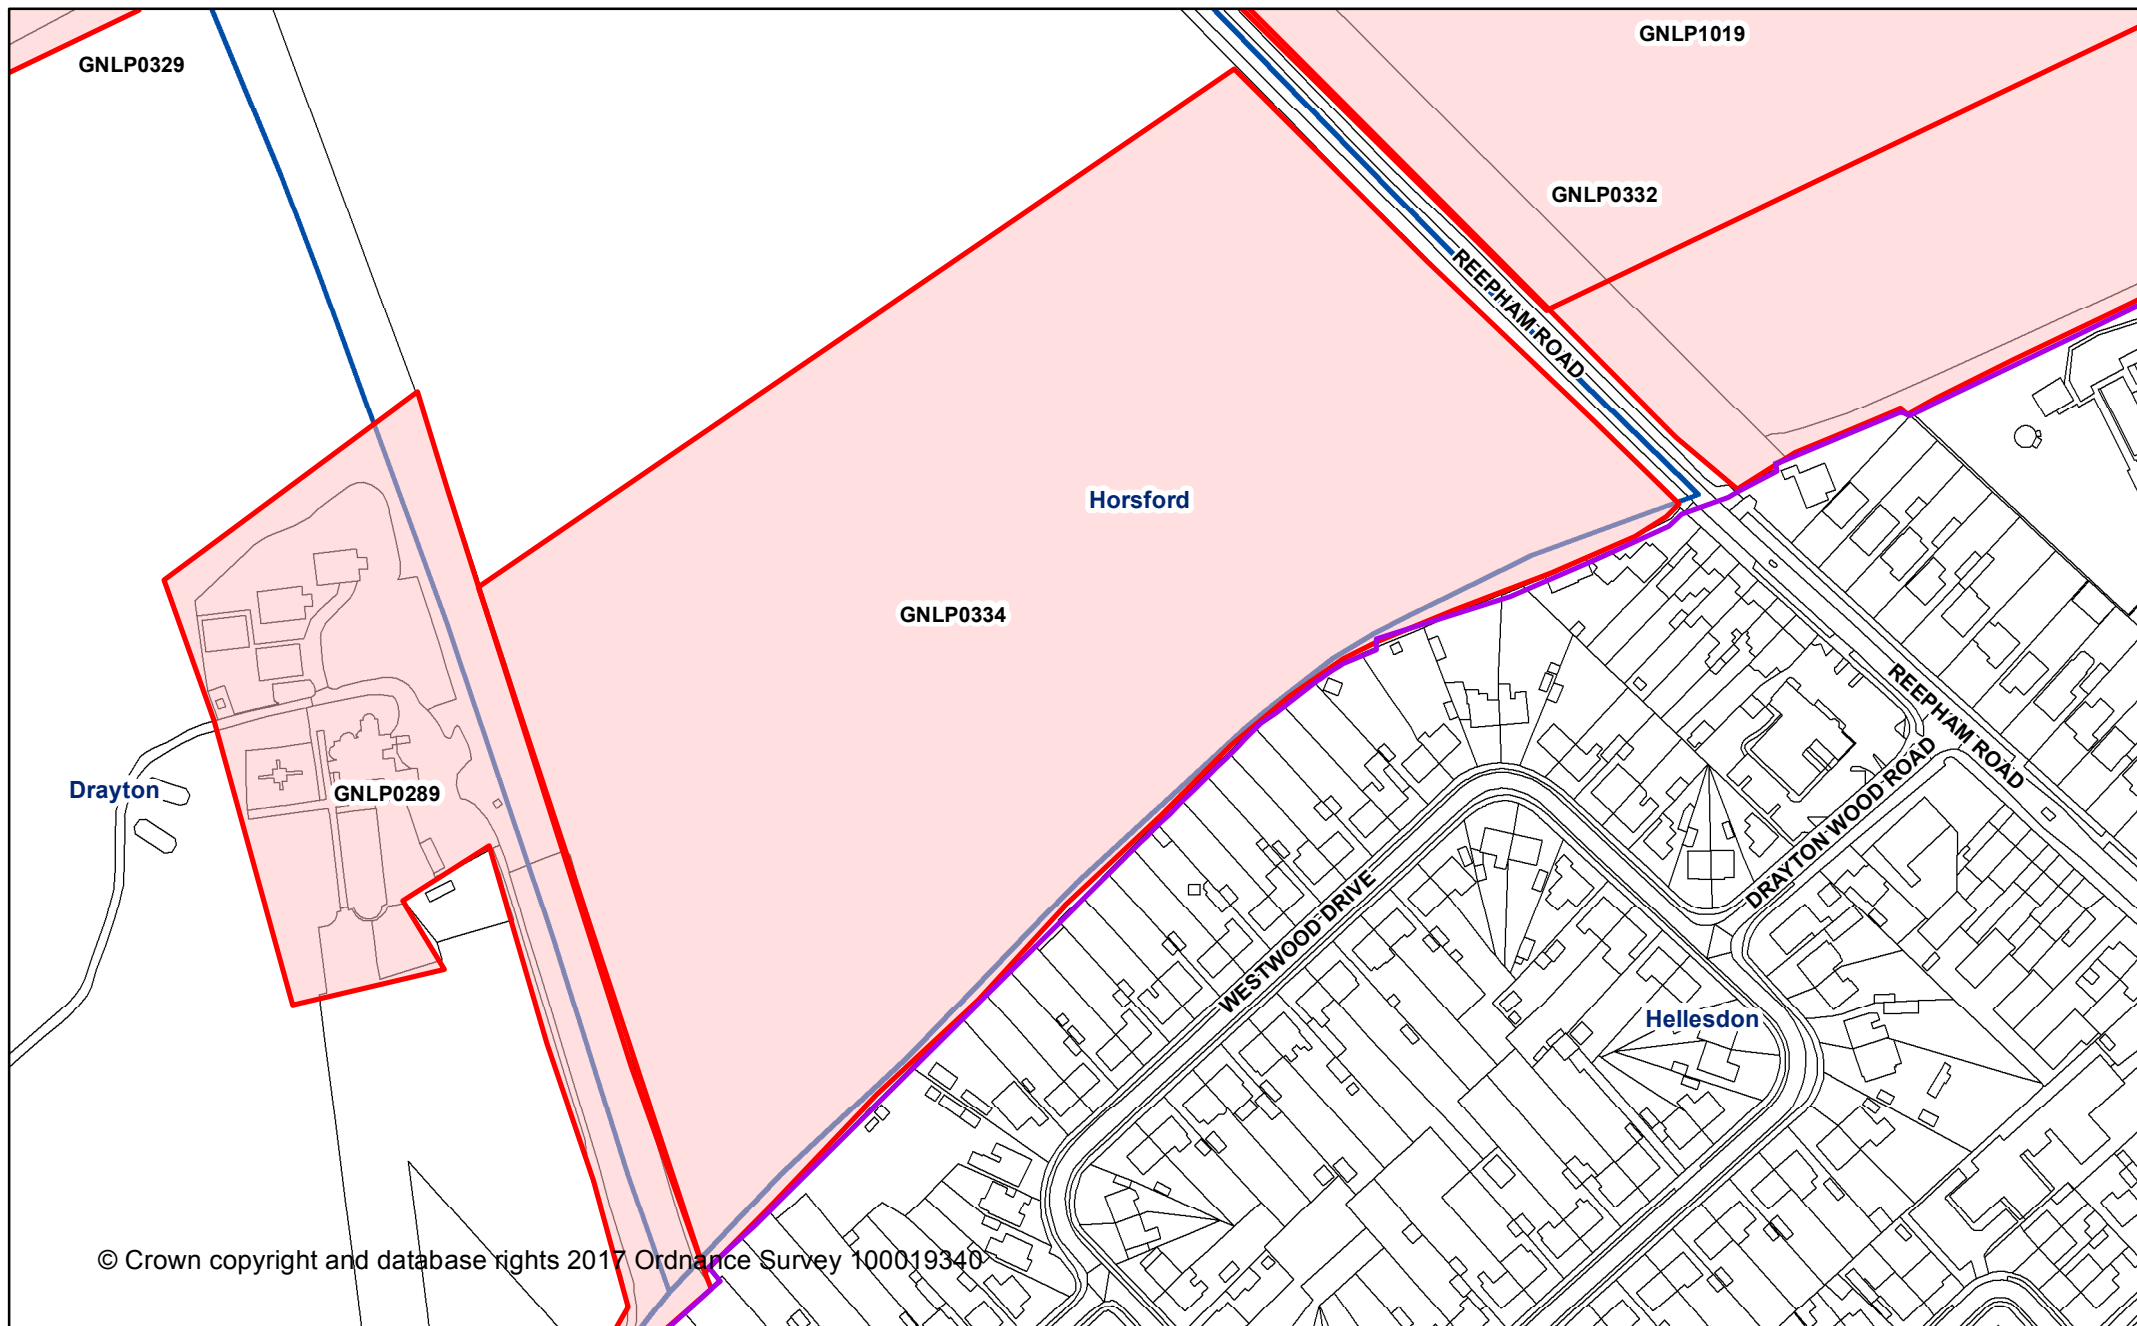 GNLP1019
GNLP0329
GNLP0332
REEPHAM ROAD
Horsford
GNLP0334
REEPHAM ROAD
Drayton
GNLP0289
DRAYTON WOOD ROAD
WESTWOOD DRIVE
Hellesdon
© Crown copyright and database rights 2017 Ordnance Survey 100019340